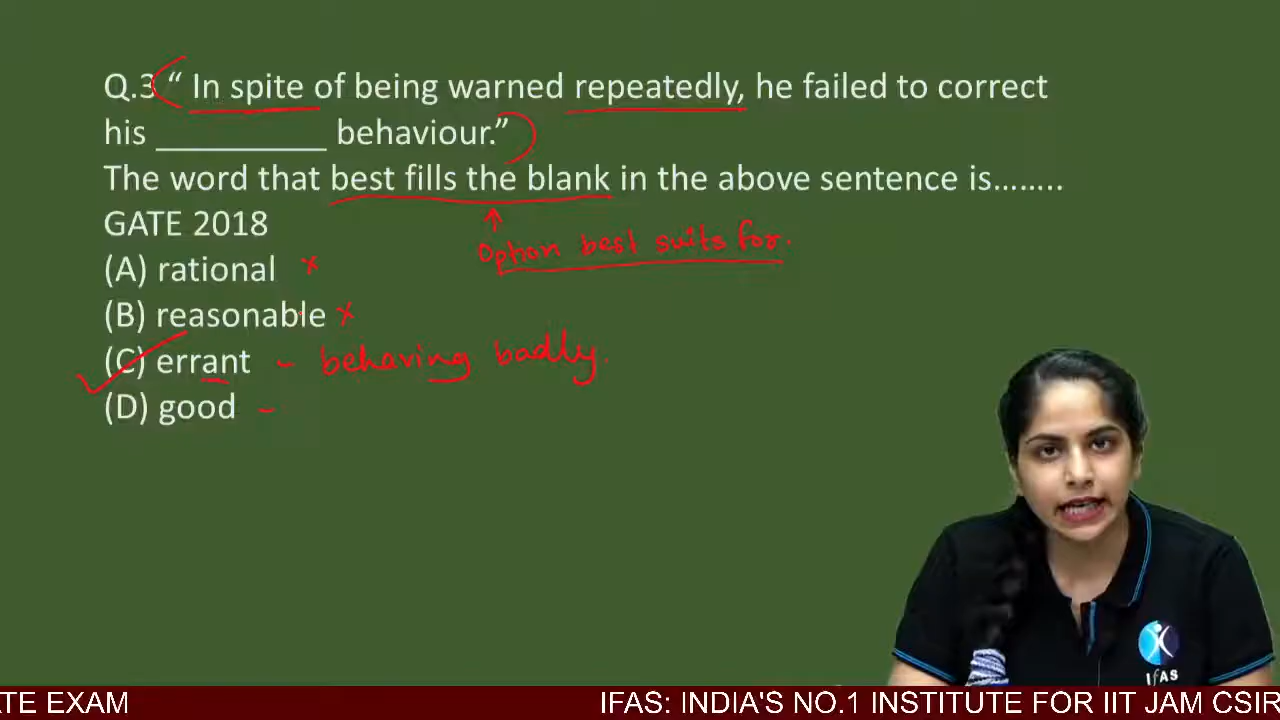 Q.3 “ In spite of being warned repeatedly, he failed to correct
his _________ behaviour.”
The word that best fills the blank in the above sentence is........
GATE 2018
Option best suits for.
(A) rational ×
(B) reasonable ×
(C) errant - behaving badly.
(D) good -
IFAS
TE EXAM IFAS: INDIA'S NO.1 INSTITUTE FOR IIT JAM CSIR